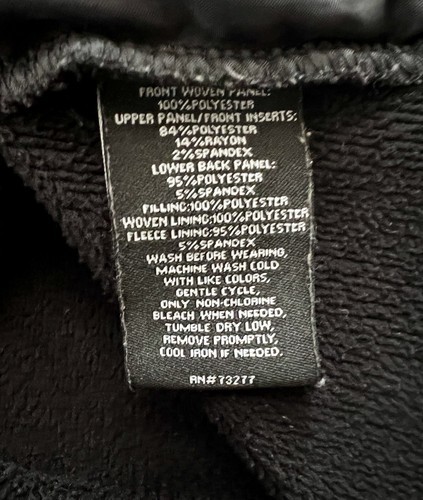 FRONT WOVEN PANEL:
100%POLYESTER
UPPER PANEL/FRONT INSERTS:
84%POLYESTER
14%RAYON
2%SPANDEX
LOWER BACK PANEL:
95%POLYESTER
5%SPANDEX
FILLING:100%POLYESTER
WOVEN LINING:100%POLYESTER
FLEECE LINING:95%POLYESTER
5%SPANDEX
WASH BEFORE WEARING,
MACHINE WASH COLD
WITH LIKE COLORS,
GENTLE CYCLE,
ONLY NON-CHLORINE
BLEACH WHEN NEEDED,
TUMBLE DRY LOW,
REMOVE PROMPTLY,
COOL IRON IF NEEDED.
RN#73277